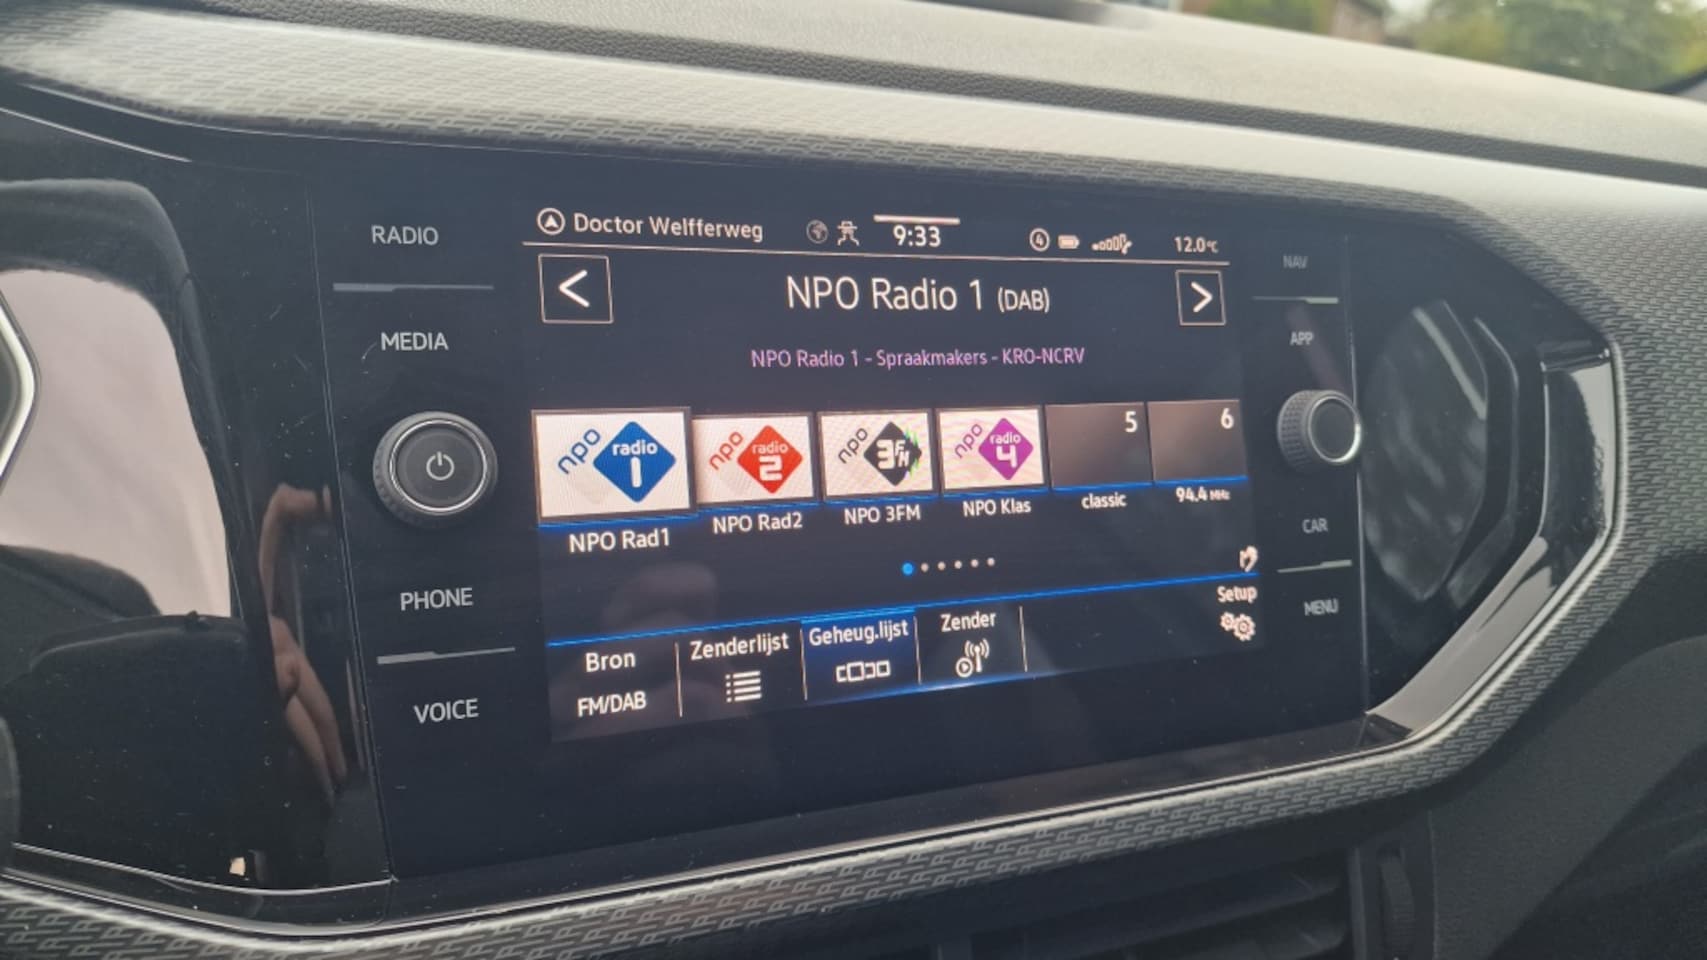 RADIO
MEDIA
PHONE
VOICE
Doctor Welfferweg
9:33
4
12.0°C
<
NPO Radio 1 (DAB)
>
NPO Radio 1 - Spraakmakers - KRO-NCRV
npo radio 1
npo radio 2
npo 3FM
npo radio 4
5
6
NPO Rad1
NPO Rad2
NPO 3FM
NPO Klas
classic
94.4 MHz
Bron
FM/DAB
Zenderlijst
Geheug.lijst
Zender
Setup
NAV
APP
CAR
MENU